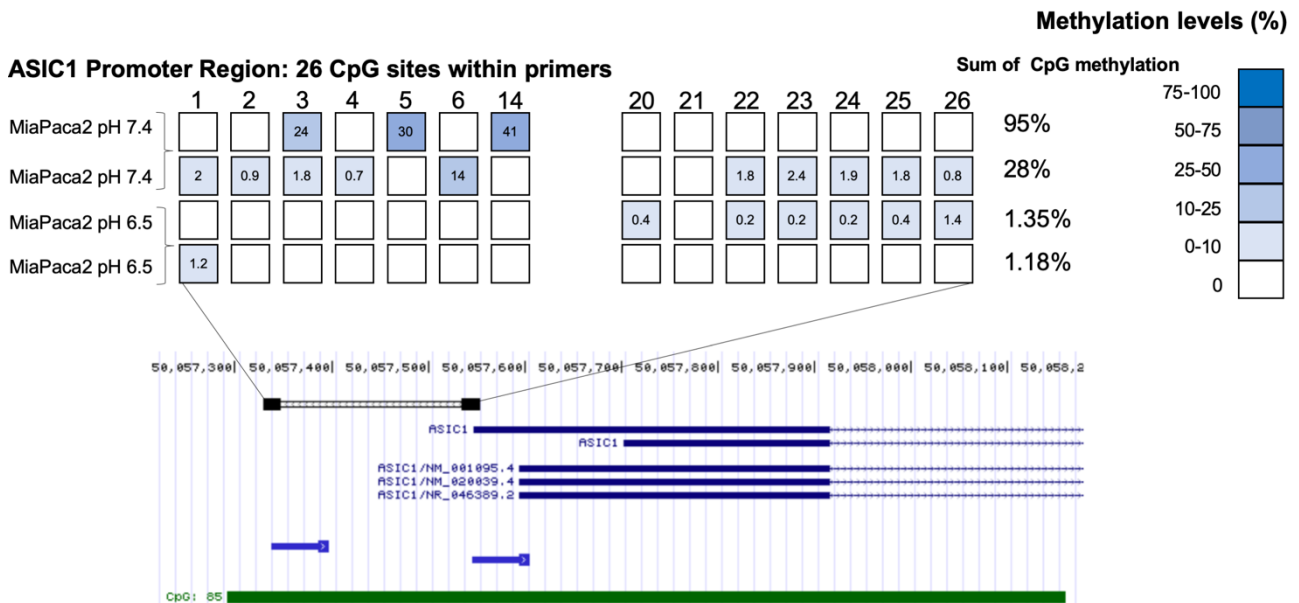 Methylation levels (%)
ASIC1 Promoter Region: 26 CpG sites within primers
Sum of CpG methylation
1 2 3 4 5 6 14 20 21 22 23 24 25 26
MiaPaca2 pH 7.4 24 30 41 95%
MiaPaca2 pH 7.4 2 0.9 1.8 0.7 14 1.8 2.4 1.9 1.8 0.8 28%
MiaPaca2 pH 6.5 0.4 0.2 0.2 0.2 0.4 1.4 1.35%
MiaPaca2 pH 6.5 1.2 1.18%
75-100
50-75
25-50
10-25
0-10
0
50,057,300| 50,057,400| 50,057,500| 50,057,600| 50,057,700| 50,057,800| 50,057,900| 50,058,000| 50,058,100| 50,058,2
ASIC1
ASIC1
ASIC1/NM_001095.4
ASIC1/NM_020039.4
ASIC1/NR_046389.2
CpG: 85